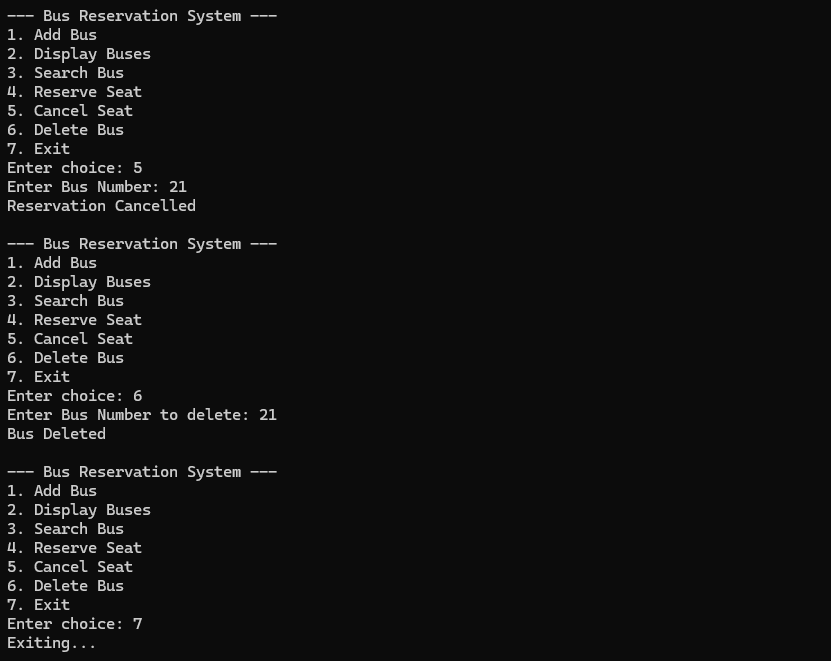 --- Bus Reservation System ---
1. Add Bus
2. Display Buses
3. Search Bus
4. Reserve Seat
5. Cancel Seat
6. Delete Bus
7. Exit
Enter choice: 5
Enter Bus Number: 21
Reservation Cancelled

--- Bus Reservation System ---
1. Add Bus
2. Display Buses
3. Search Bus
4. Reserve Seat
5. Cancel Seat
6. Delete Bus
7. Exit
Enter choice: 6
Enter Bus Number to delete: 21
Bus Deleted

--- Bus Reservation System ---
1. Add Bus
2. Display Buses
3. Search Bus
4. Reserve Seat
5. Cancel Seat
6. Delete Bus
7. Exit
Enter choice: 7
Exiting...